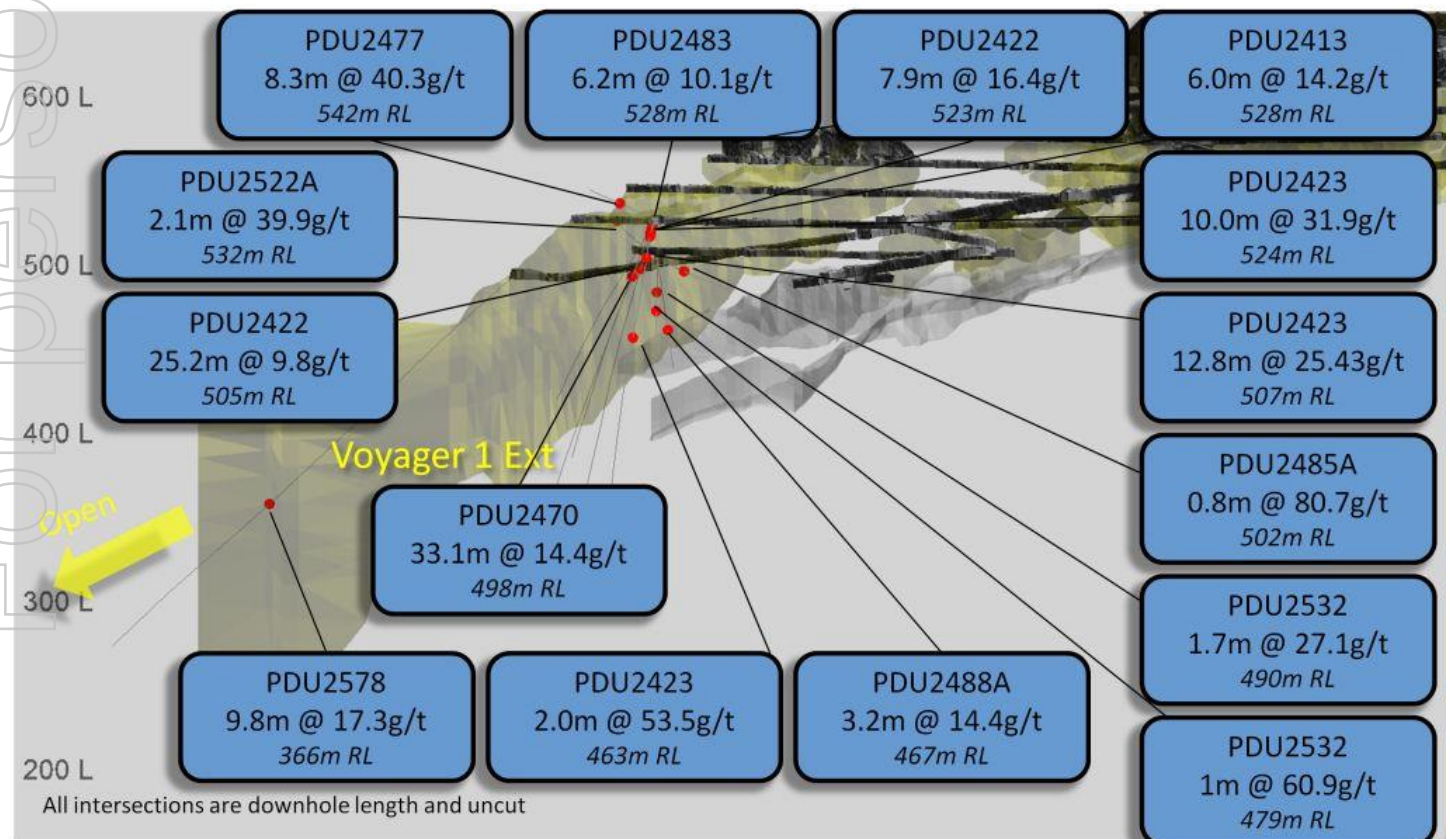 PDU2477
8.3m @ 40.3g/t
542m RL
PDU2483
6.2m @ 10.1g/t
528m RL
PDU2422
7.9m @ 16.4g/t
523m RL
PDU2413
6.0m @ 14.2g/t
528m RL
600 L
PDU2522A
2.1m @ 39.9g/t
532m RL
PDU2423
10.0m @ 31.9g/t
524m RL
500 L
PDU2422
25.2m @ 9.8g/t
505m RL
PDU2423
12.8m @ 25.43g/t
507m RL
400 L
Voyager 1 Ext
PDU2485A
0.8m @ 80.7g/t
502m RL
Open
PDU2470
33.1m @ 14.4g/t
498m RL
300 L
PDU2532
1.7m @ 27.1g/t
490m RL
PDU2578
9.8m @ 17.3g/t
366m RL
PDU2423
2.0m @ 53.5g/t
463m RL
PDU2488A
3.2m @ 14.4g/t
467m RL
PDU2532
1m @ 60.9g/t
479m RL
200 L
All intersections are downhole length and uncut
For perso